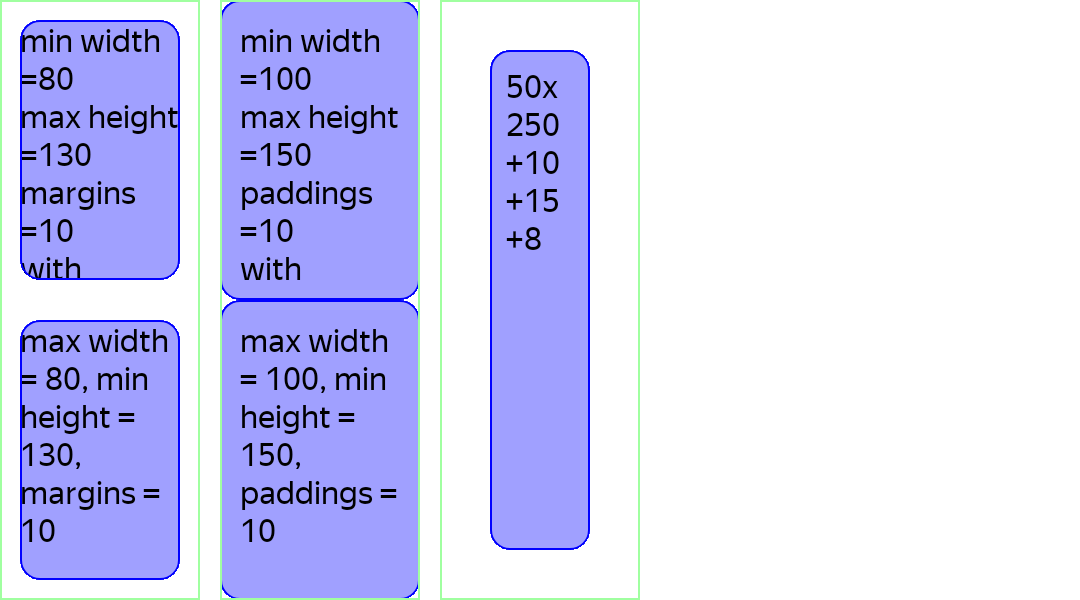 min width
=80
max height
=130
margins
=10
with
max width
= 80, min
height =
130,
margins =
10
min width
=100
max height
=150
paddings
=10
with
max width
= 100, min
height =
150,
paddings =
10
50x
250
+10
+15
+8